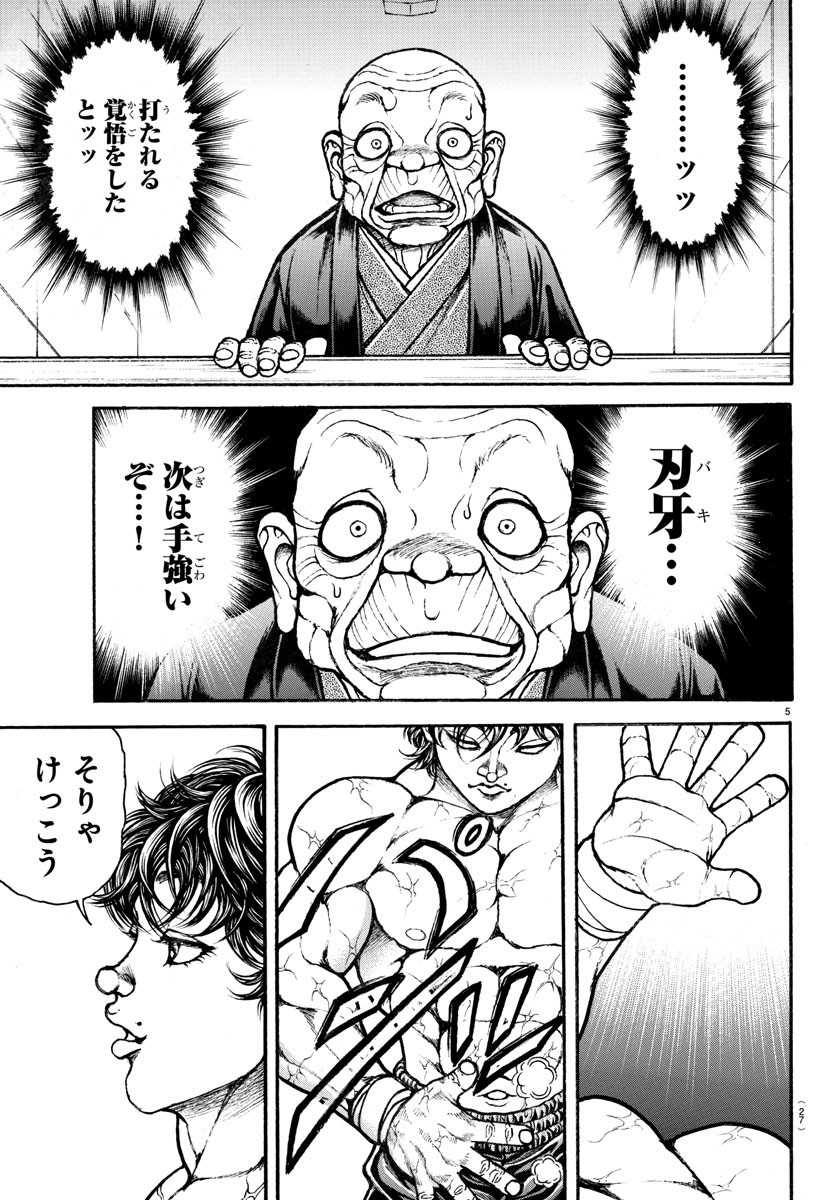 ………ッッ
打たれる
覚悟をした
とッッ
刃牙…
次は手強い
ぞ…！
5
そりゃ
けっこう
(27)